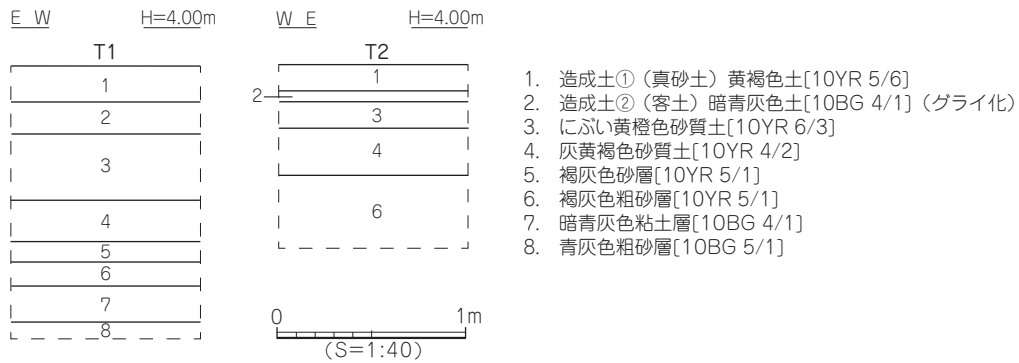 E W H=4.00m
T1
1
2
3
4
5
6
7
8
W E H=4.00m
T2
1
2
3
4
6
0 1m
(S=1:40)
1. 造成土①（真砂土）黄褐色土[10YR 5/6]
2. 造成土②（客土）暗青灰色土[10BG 4/1]（グライ化）
3. にぶい黄橙色砂質土[10YR 6/3]
4. 灰黄褐色砂質土[10YR 4/2]
5. 褐灰色砂層[10YR 5/1]
6. 褐灰色粗砂層[10YR 5/1]
7. 暗青灰色粘土層[10BG 4/1]
8. 青灰色粗砂層[10BG 5/1]